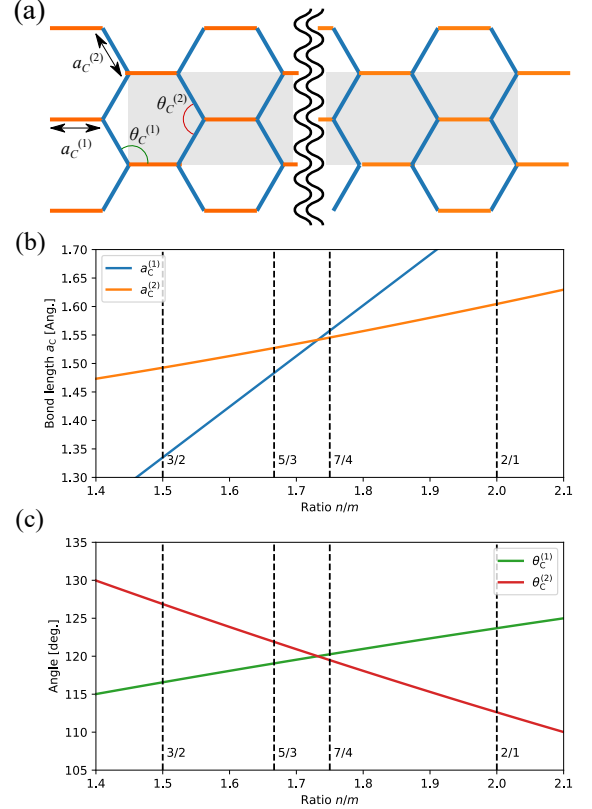 (a)
a_C^(2)
θ_C^(2)
θ_C^(1)
a_C^(1)
(b)
1.70
1.65
1.60
1.55
1.50
1.45
1.40
1.35
1.30
Bond length a_C [Ang.]
a_C^(1)
a_C^(2)
3/2
5/3
7/4
2/1
1.4 1.5 1.6 1.7 1.8 1.9 2.0 2.1
Ratio n/m
(c)
135
130
125
120
115
110
105
Angle [deg.]
θ_C^(1)
θ_C^(2)
3/2
5/3
7/4
2/1
1.4 1.5 1.6 1.7 1.8 1.9 2.0 2.1
Ratio n/m